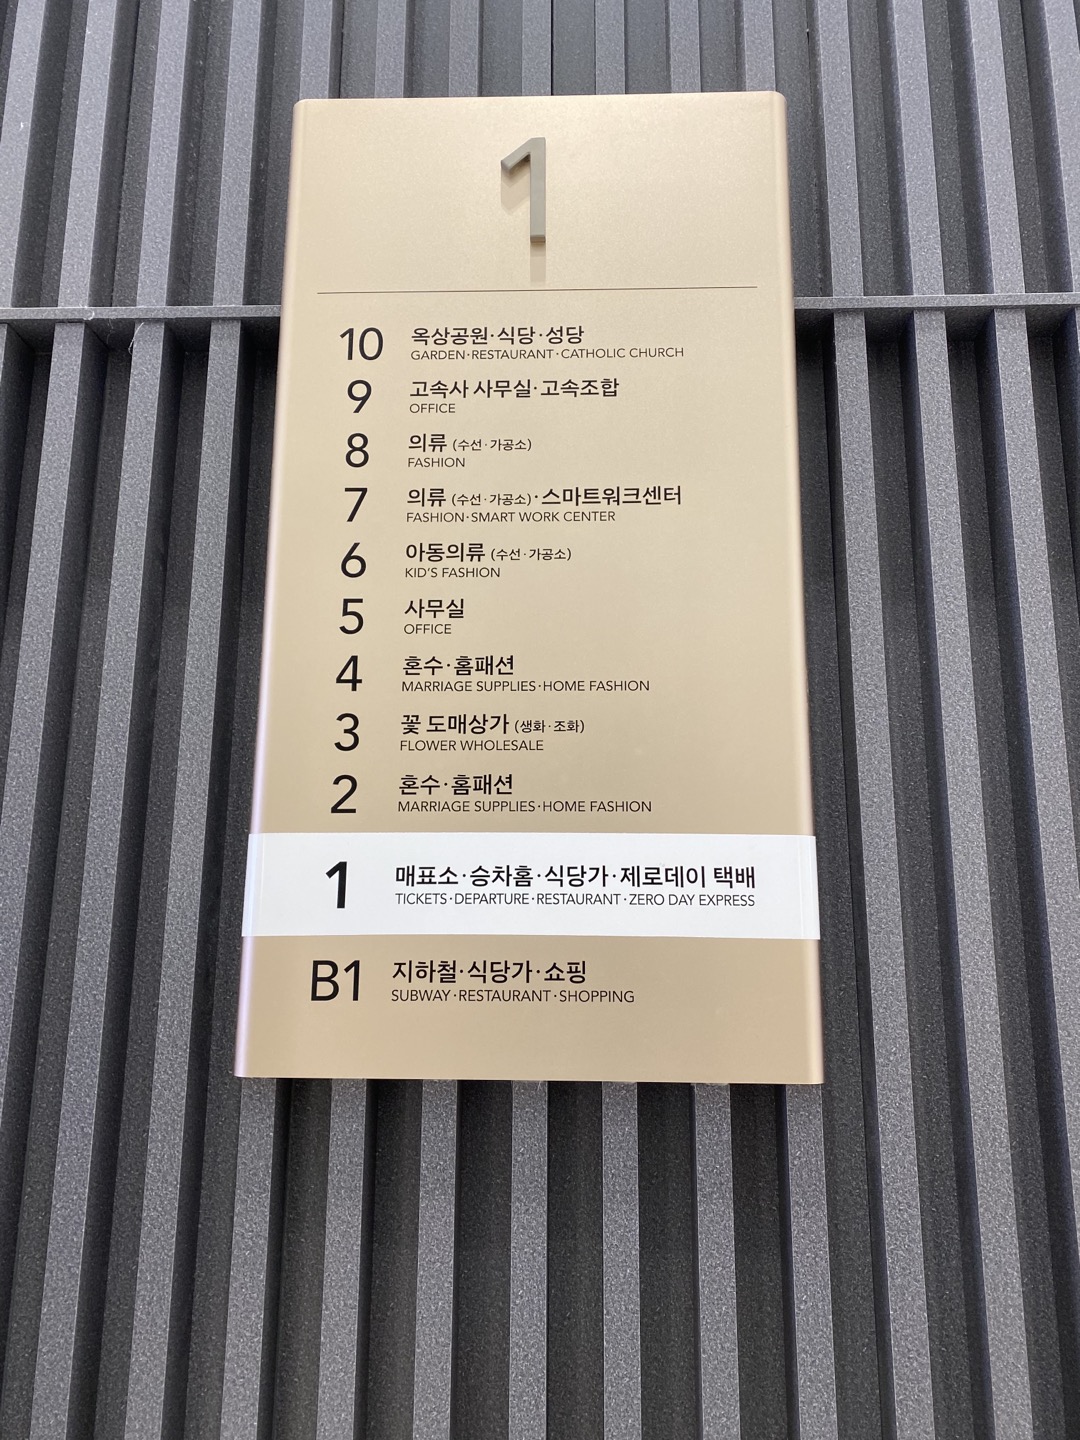 1
10 옥상공원·식당·성당
GARDEN·RESTAURANT·CATHOLIC CHURCH
9 고속사 사무실·고속조합
OFFICE
8 의류 (수선·가공소)
FASHION
7 의류 (수선·가공소)·스마트워크센터
FASHION·SMART WORK CENTER
6 아동의류 (수선·가공소)
KID'S FASHION
5 사무실
OFFICE
4 혼수·홈패션
MARRIAGE SUPPLIES·HOME FASHION
3 꽃 도매상가 (생화·조화)
FLOWER WHOLESALE
2 혼수·홈패션
MARRIAGE SUPPLIES·HOME FASHION
1 매표소·승차홈·식당가·제로데이 택배
TICKETS·DEPARTURE·RESTAURANT·ZERO DAY EXPRESS
B1 지하철·식당가·쇼핑
SUBWAY·RESTAURANT·SHOPPING